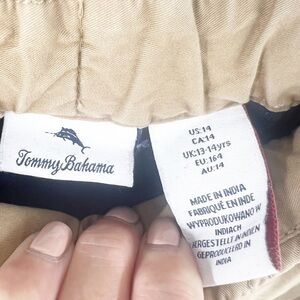 Tommy Bahama
US:14
CA:14
UK:13-14yrs
EU:164
AU:14
MADE IN INDIA
FABRIQUÉ EN INDE
WYPRODUKOWANO W
INDIACH
HERGESTELLT IN INDIEN
GEPRODUCEERD IN
INDIA